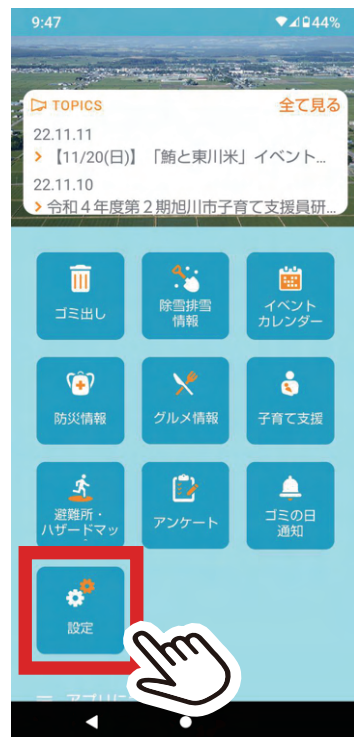 9:47
44%
TOPICS
全て見る
22.11.11
> 【11/20(日)】「鮪と東川米」イベント...
22.11.10
> 令和4年度第2期旭川市子育て支援員研...
ゴミ出し
除雪排雪
情報
イベント
カレンダー
防災情報
グルメ情報
子育て支援
避難所・
ハザードマッ
アンケート
ゴミの日
通知
設定
アプリに